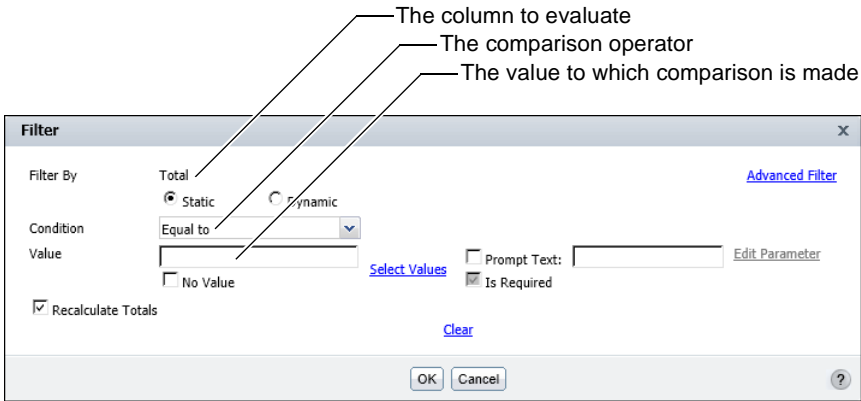 The column to evaluate
The comparison operator
The value to which comparison is made
Filter x
Filter By Total Advanced Filter
Static Dynamic
Condition Equal to
Value Select Values Prompt Text: Edit Parameter
No Value Is Required
Recalculate Totals
Clear
OK Cancel ?